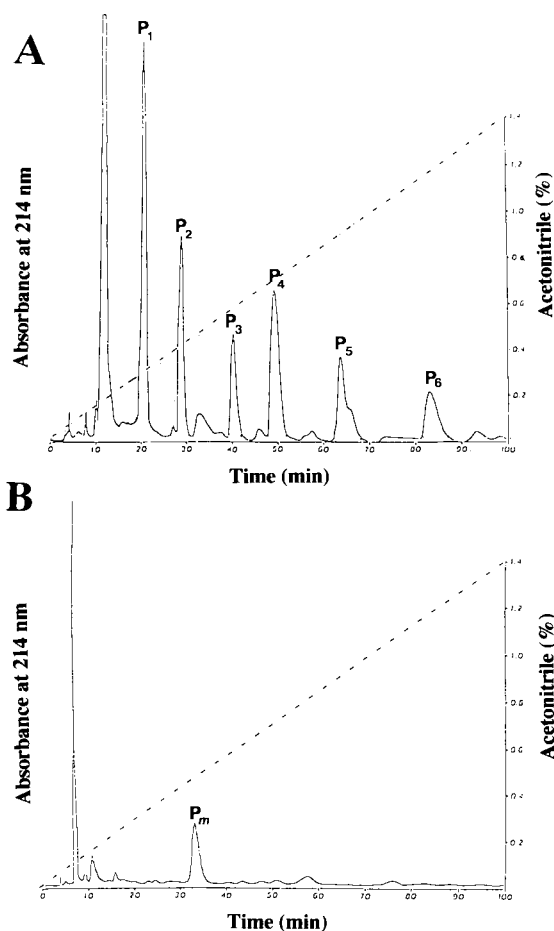 A
P1
P2
P3
P4
P5
P6
Absorbance at 214 nm
Acetonitrile (%)
1.2
1.0
0.8
0.6
0.4
0.2
0 10 20 30 40 50 60 70 80 90 100
Time (min)
B
Pm
Absorbance at 214 nm
Acetonitrile (%)
1.4
1.2
1.0
0.8
0.6
0.4
0.2
0 10 20 30 40 50 60 70 80 90 100
Time (min)